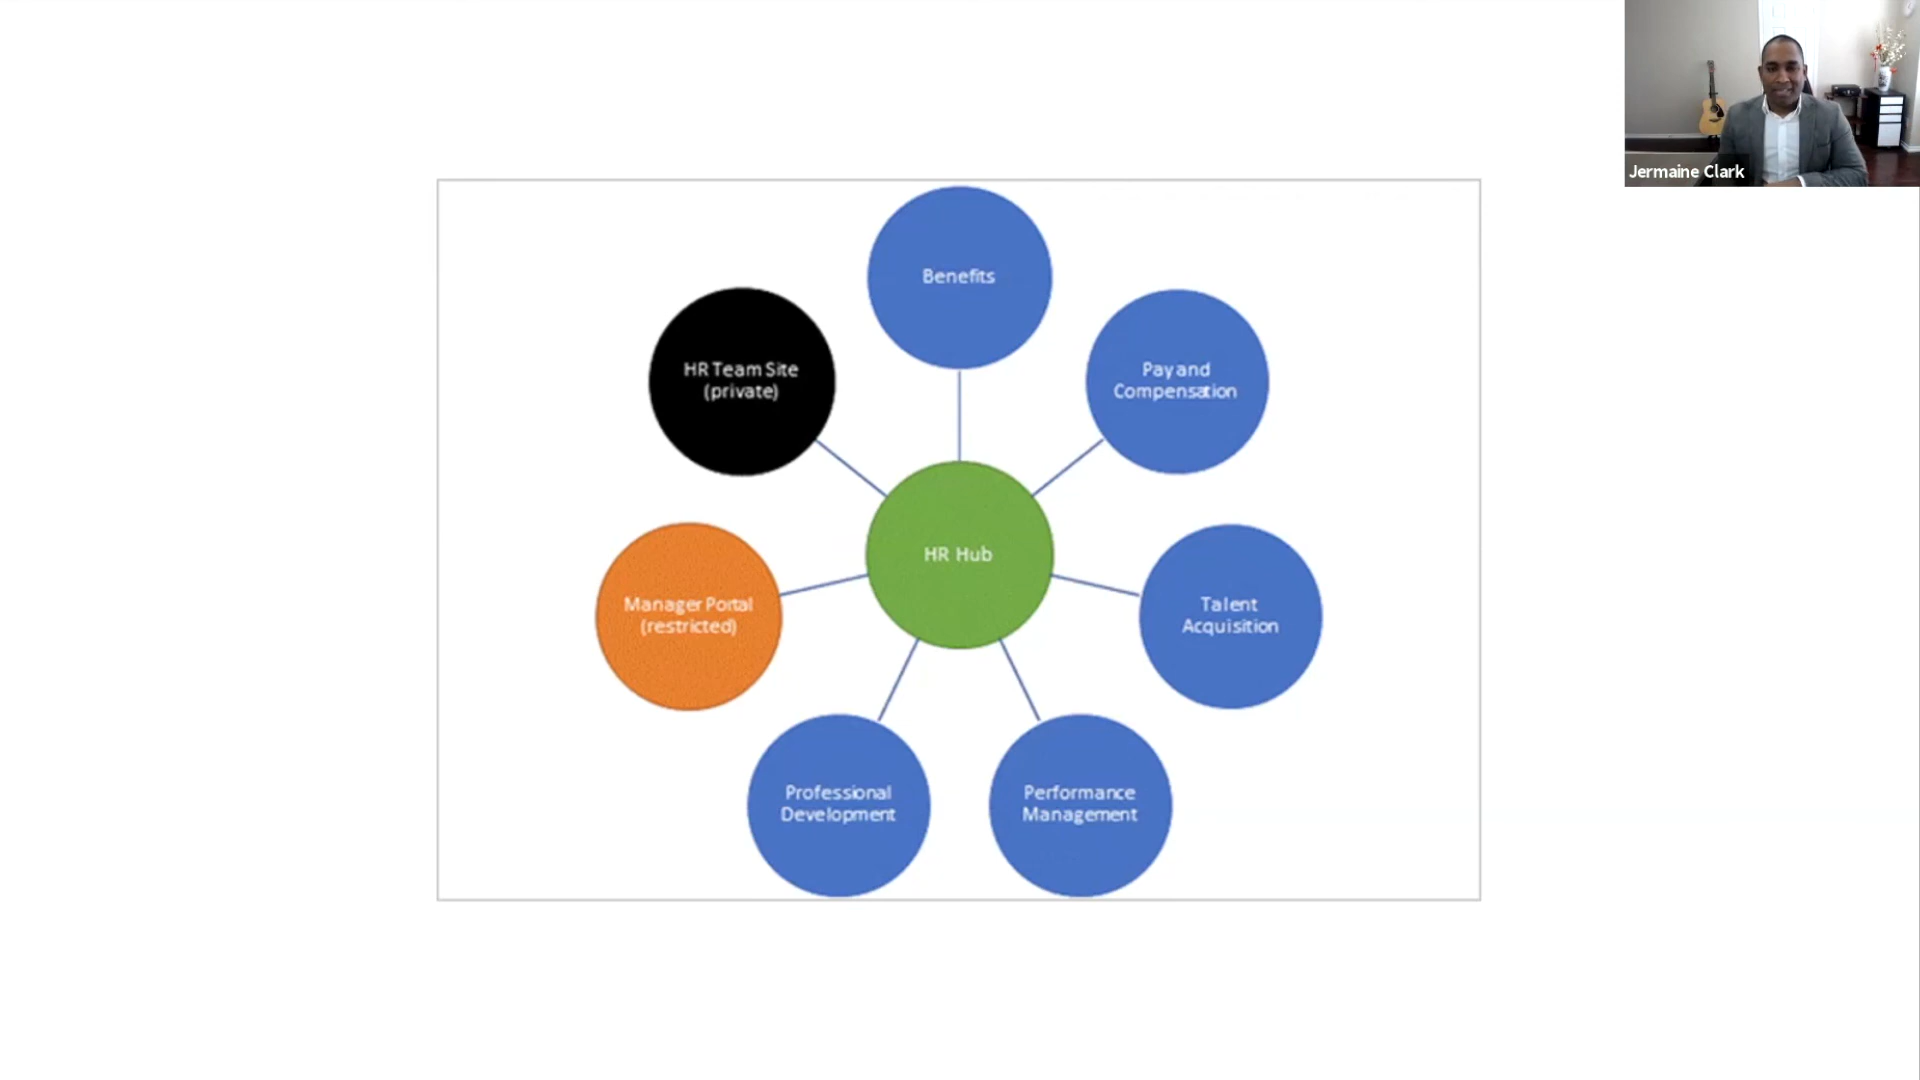 Jermaine Clark
Benefits
HR Team Site
(private)
Pay and
Compensation
HR Hub
Manager Portal
(restricted)
Talent
Acquisition
Professional
Development
Performance
Management